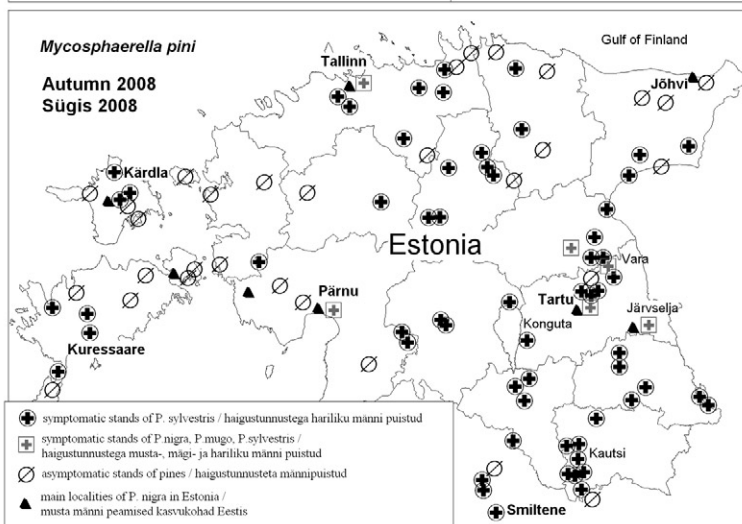 Mycosphaerella pini
Autumn 2008
Sügis 2008
Gulf of Finland
Tallinn
Jõhvi
Kärdla
Estonia
Vara
Pärnu
Tartu
Järvselja
Konguta
Kuressaare
Kautsi
Smiltene
symptomatic stands of P. sylvestris / haigustunnustega hariliku männi puistud
symptomatic stands of P.nigra, P.mugo, P.sylvestris /
haigustunnustega musta-, mägi- ja hariliku männi puistud
asymptomatic stands of pines / haigustunnusteta männipuistud
main localities of P. nigra in Estonia /
musta männi peamised kasvukohad Eestis